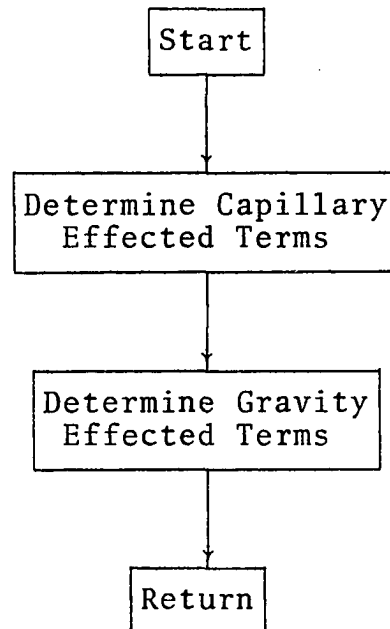 Start
Determine Capillary
Effected Terms
Determine Gravity
Effected Terms
Return